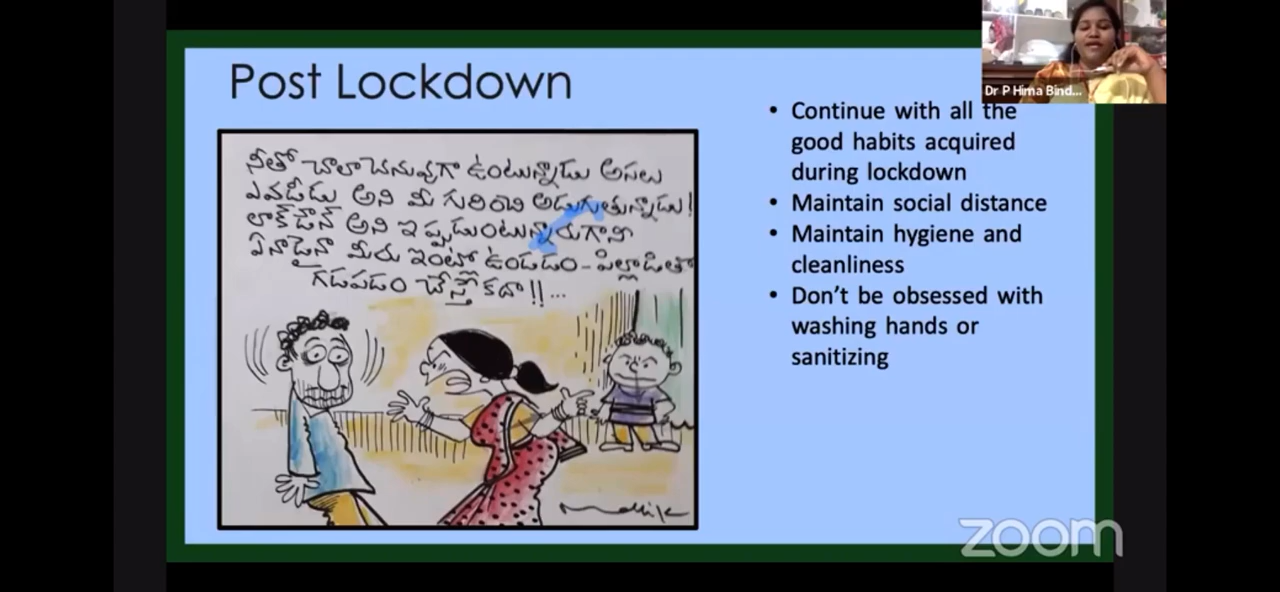 Post Lockdown
నీతో చాలా చనువుగా ఉంటున్నాడు అసలు
ఎవడీడు అని మీ గురించి అడుగుతున్నాడు!
లాక్‌డౌన్ అని ఇప్పుడుంటున్నారుగాని
ఏనాడైనా మీరు ఇంట్లో ఉండడం - పిల్లాడితో
గడపడం చేస్తే కదా!!...
• Continue with all the
good habits acquired
during lockdown
• Maintain social distance
• Maintain hygiene and
cleanliness
• Don't be obsessed with
washing hands or
sanitizing
Dr P Hima Bind...
zoom